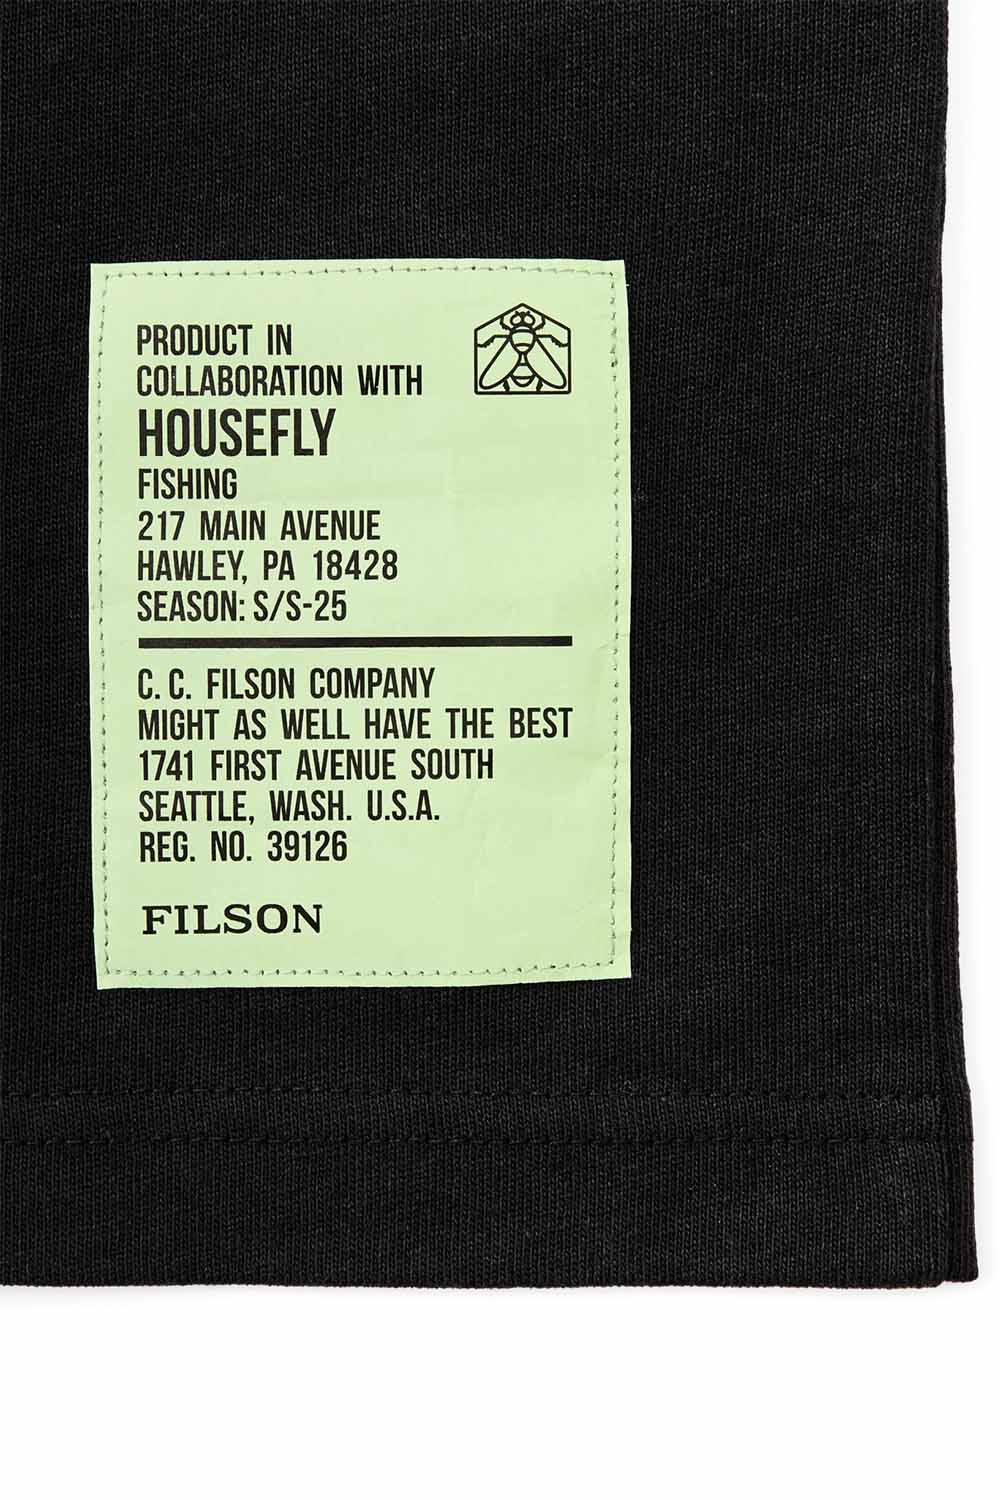 PRODUCT IN
COLLABORATION WITH
HOUSEFLY
FISHING
217 MAIN AVENUE
HAWLEY, PA 18428
SEASON: S/S-25
C. C. FILSON COMPANY
MIGHT AS WELL HAVE THE BEST
1741 FIRST AVENUE SOUTH
SEATTLE, WASH. U.S.A.
REG. NO. 39126
FILSON